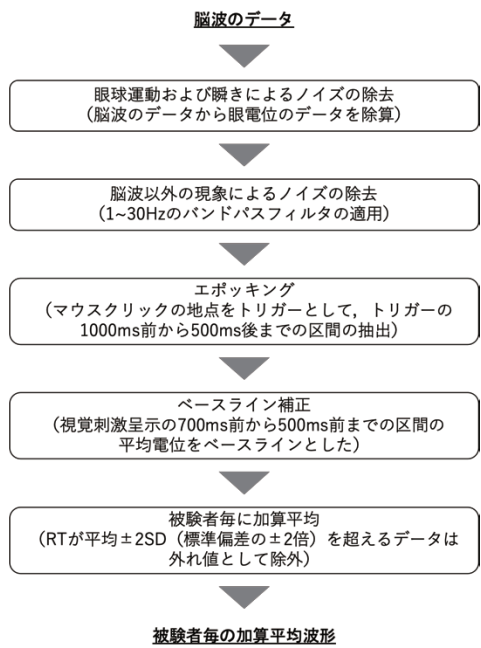 脳波のデータ
眼球運動および瞬きによるノイズの除去
（脳波のデータから眼電位のデータを除算）
脳波以外の現象によるノイズの除去
（1~30Hzのバンドパスフィルタの適用）
エポッキング
（マウスクリックの地点をトリガーとして，トリガーの
1000ms前から500ms後までの区間の抽出）
ベースライン補正
（視覚刺激呈示の700ms前から500ms前までの区間の
平均電位をベースラインとした）
被験者毎に加算平均
（RTが平均±2SD（標準偏差の±2倍）を超えるデータは
外れ値として除外）
被験者毎の加算平均波形